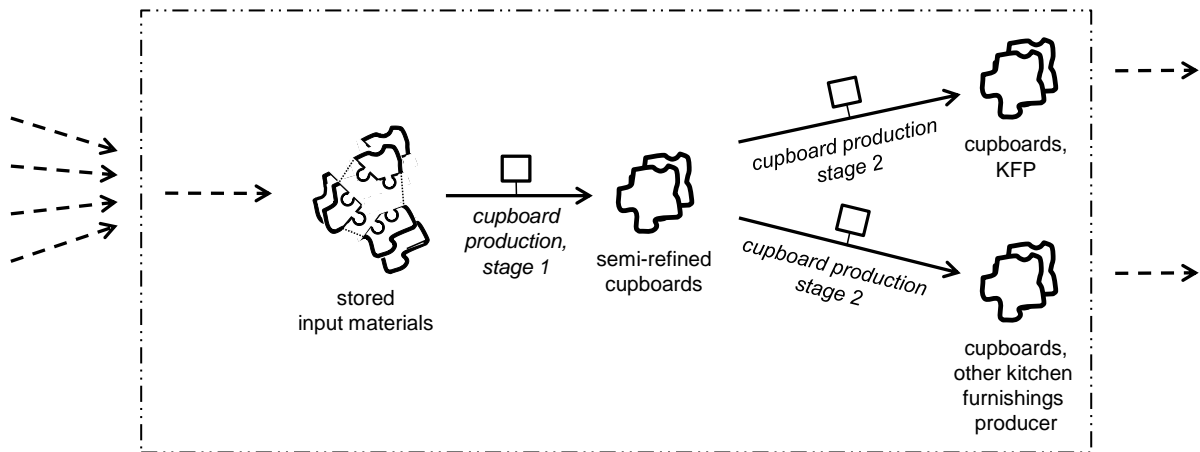 stored
input materials
cupboard
production,
stage 1
semi-refined
cupboards
cupboard production
stage 2
cupboards,
KFP
cupboard production
stage 2
cupboards,
other kitchen
furnishings
producer